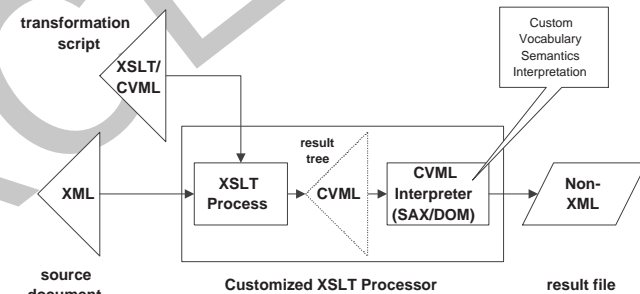 transformation
script
XSLT/
CVML
Custom
Vocabulary
Semantics
Interpretation
result
tree
XML
XSLT
Process
CVML
CVML
Interpreter
(SAX/DOM)
Non-
XML
source
document
Customized XSLT Processor
result file